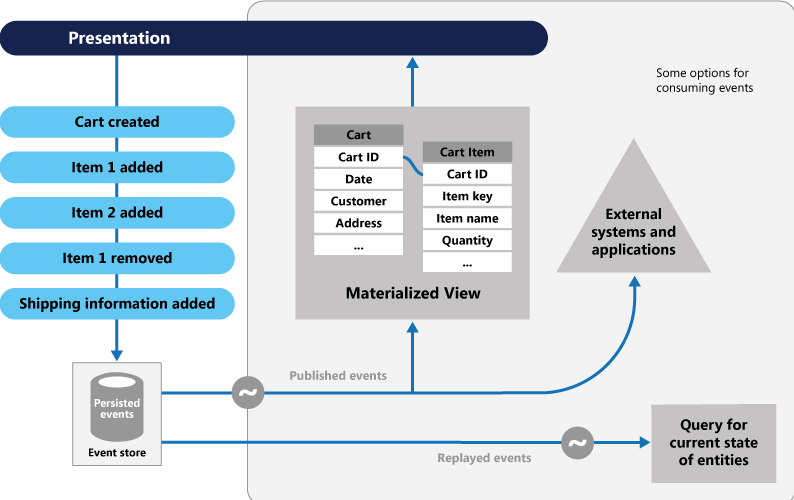 Presentation
Some options for
consuming events
Cart created
Item 1 added
Item 2 added
Item 1 removed
Shipping information added
Cart
Cart ID
Date
Customer
Address
...
Cart Item
Cart ID
Item key
Item name
Quantity
...
Materialized View
External
systems and
applications
Persisted
events
Event store
Published events
~
Replayed events
~
Query for
current state
of entities